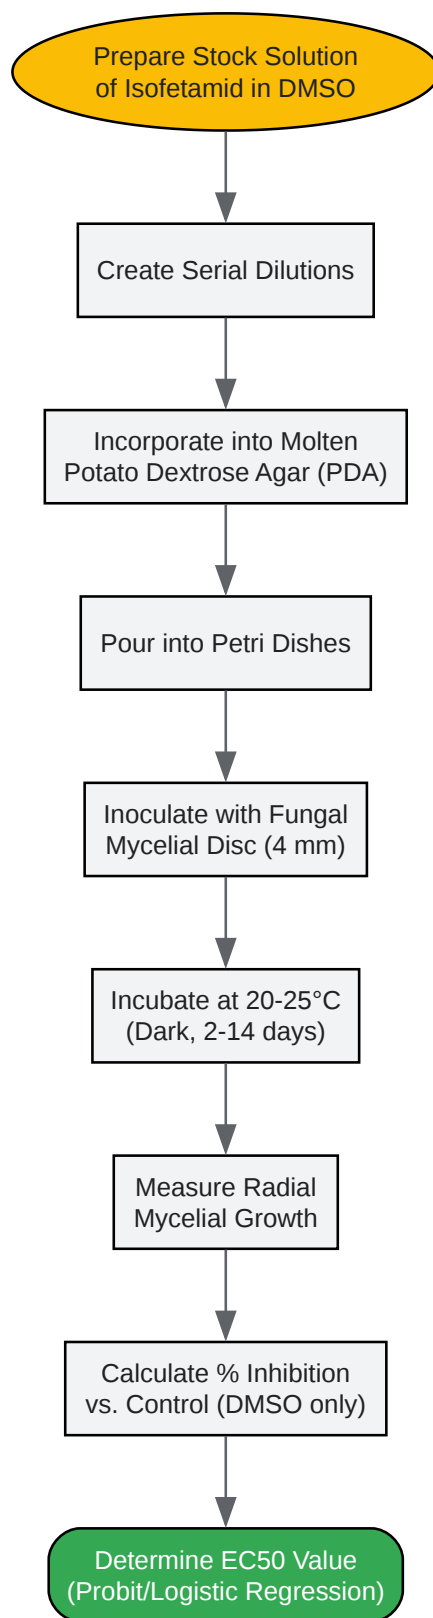 Prepare Stock Solution
of Isofetamid in DMSO
Create Serial Dilutions
Incorporate into Molten
Potato Dextrose Agar (PDA)
Pour into Petri Dishes
Inoculate with Fungal
Mycelial Disc (4 mm)
Incubate at 20-25°C
(Dark, 2-14 days)
Measure Radial
Mycelial Growth
Calculate % Inhibition
vs. Control (DMSO only)
Determine EC50 Value
(Probit/Logistic Regression)